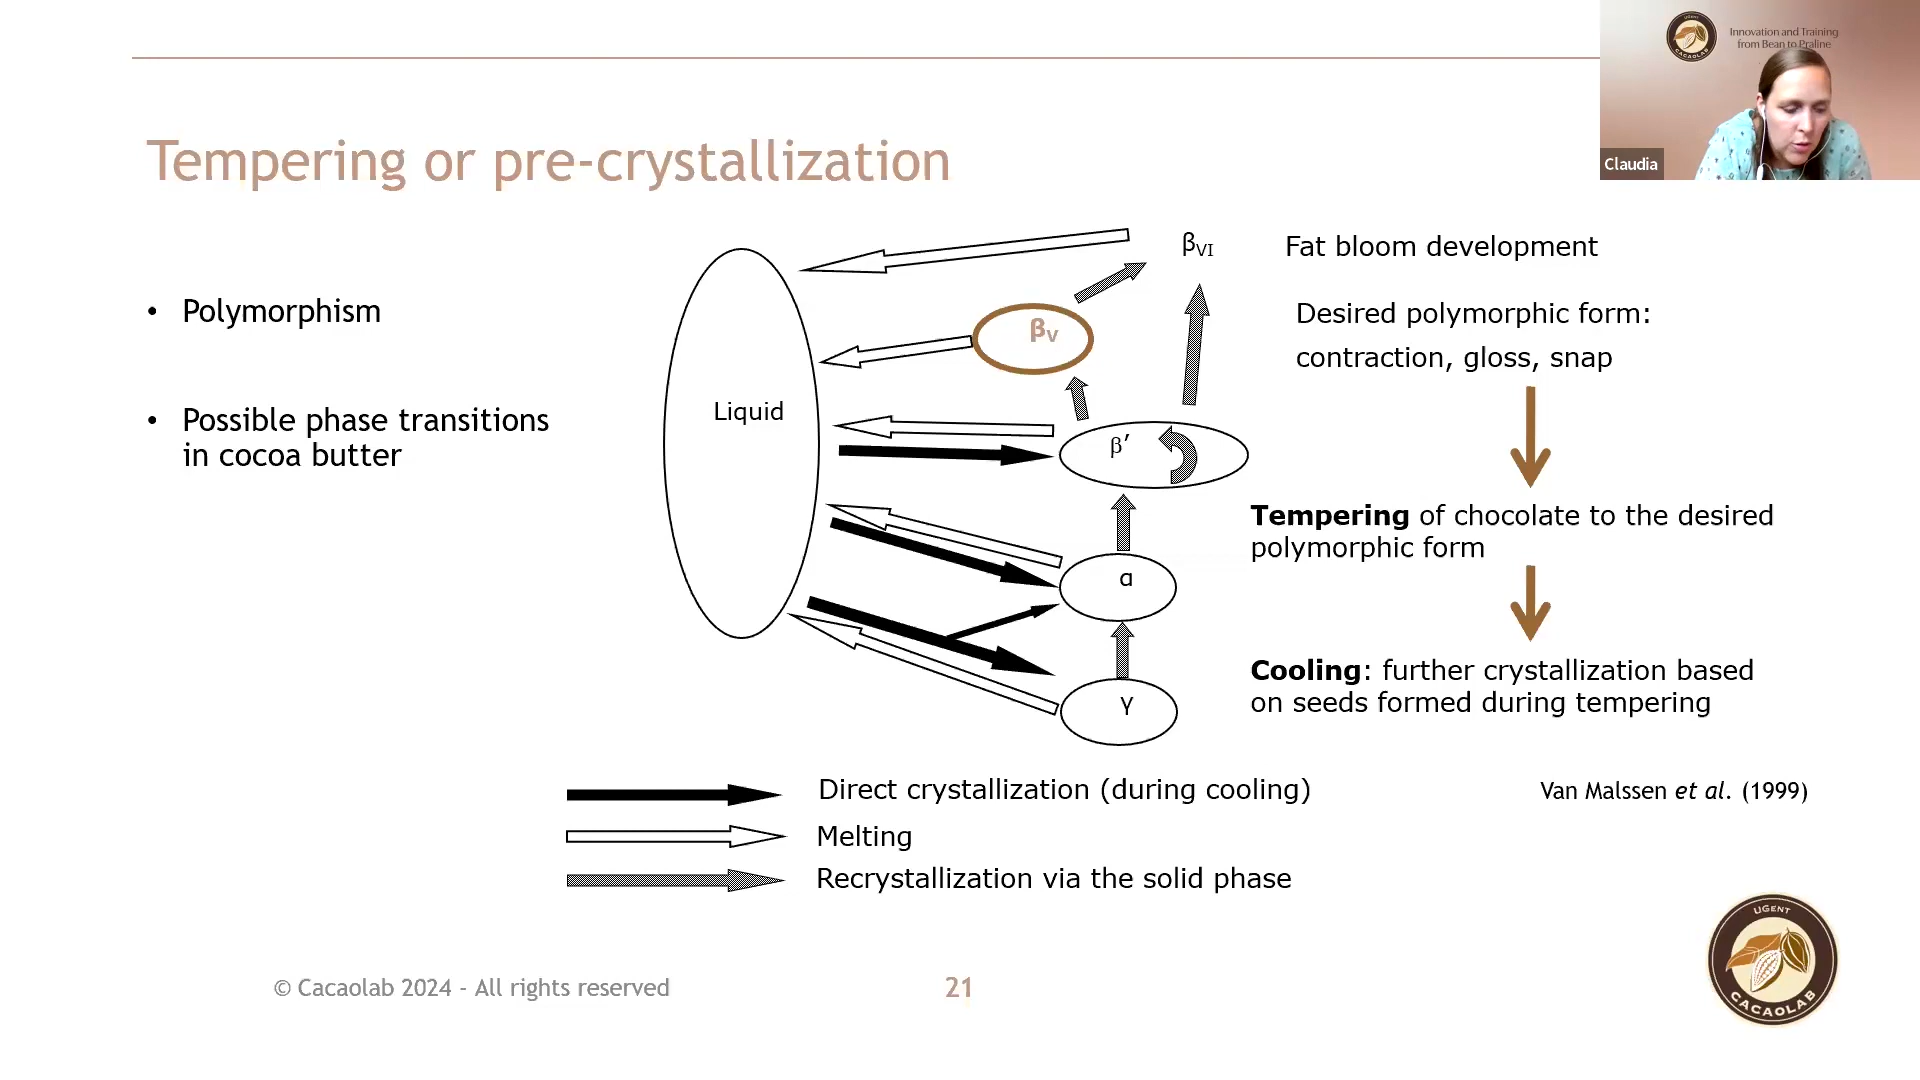 UGENT
CACAOLAB
Innovation and Training
from Bean to Praline
Claudia
Tempering or pre-crystallization
• Polymorphism
• Possible phase transitions
in cocoa butter
Liquid
βVI
βV
β′
α
γ
Fat bloom development
Desired polymorphic form:
contraction, gloss, snap
Tempering of chocolate to the desired
polymorphic form
Cooling: further crystallization based
on seeds formed during tempering
Direct crystallization (during cooling)
Melting
Recrystallization via the solid phase
Van Malssen et al. (1999)
© Cacaolab 2024 - All rights reserved
21
UGENT
CACAOLAB